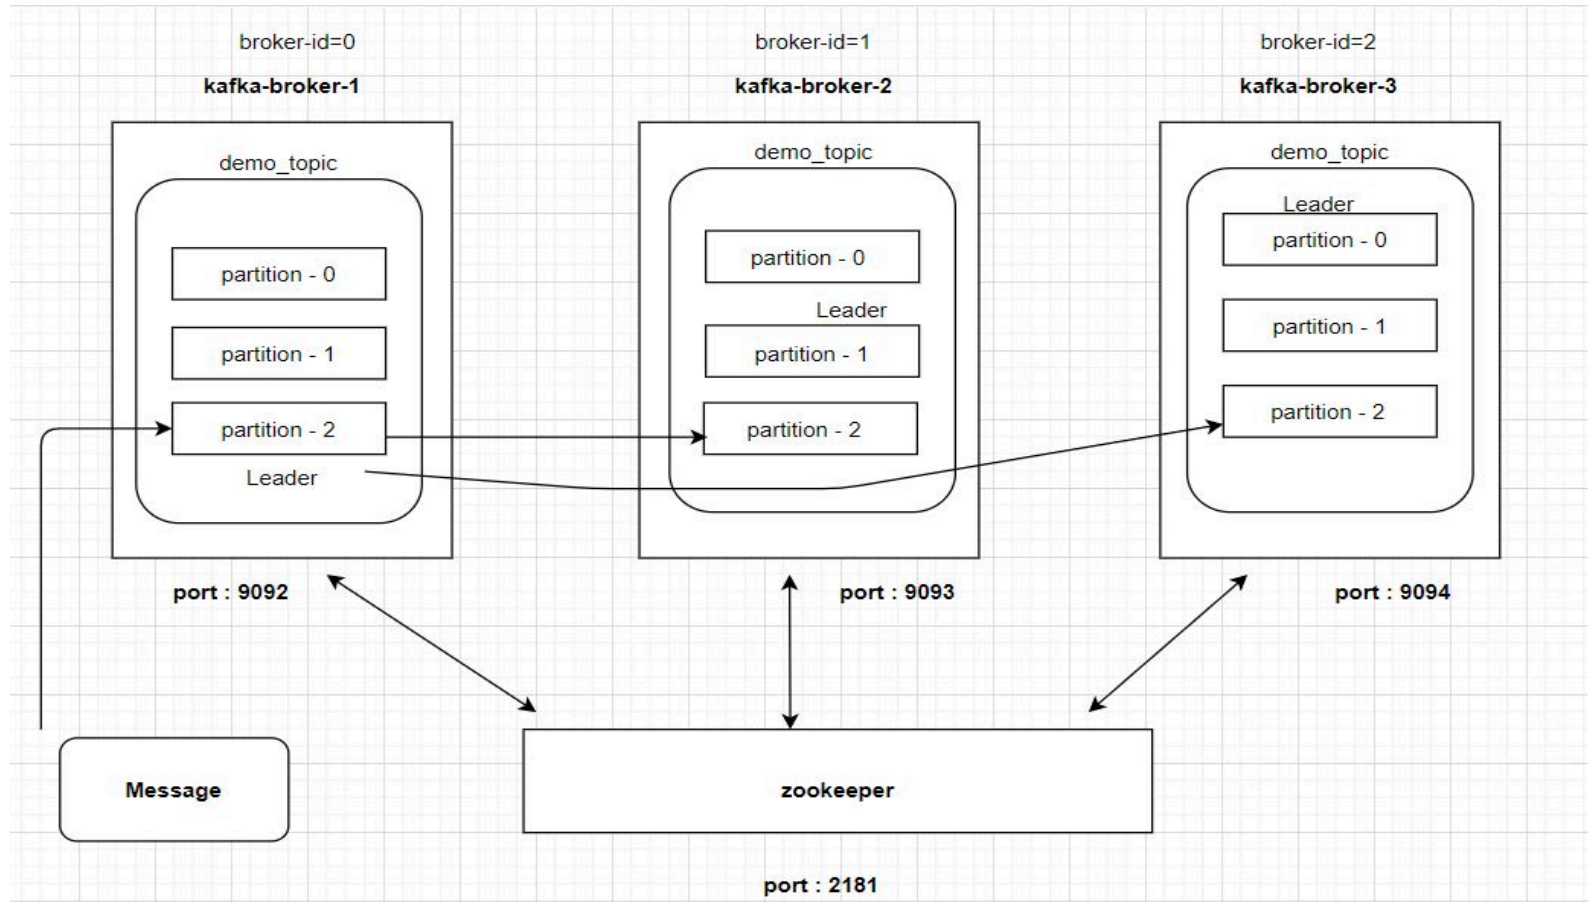 broker-id=0
kafka-broker-1
demo_topic
partition - 0
partition - 1
partition - 2
Leader
port : 9092
broker-id=1
kafka-broker-2
demo_topic
partition - 0
Leader
partition - 1
partition - 2
port : 9093
broker-id=2
kafka-broker-3
demo_topic
Leader
partition - 0
partition - 1
partition - 2
port : 9094
Message
zookeeper
port : 2181